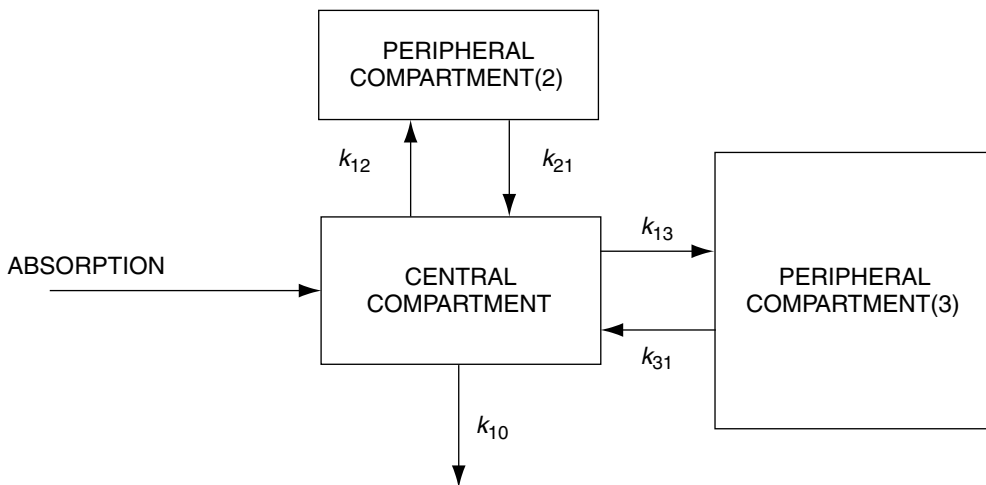 PERIPHERAL
COMPARTMENT(2)
k12
k21
k13
ABSORPTION
CENTRAL
COMPARTMENT
PERIPHERAL
COMPARTMENT(3)
k31
k10